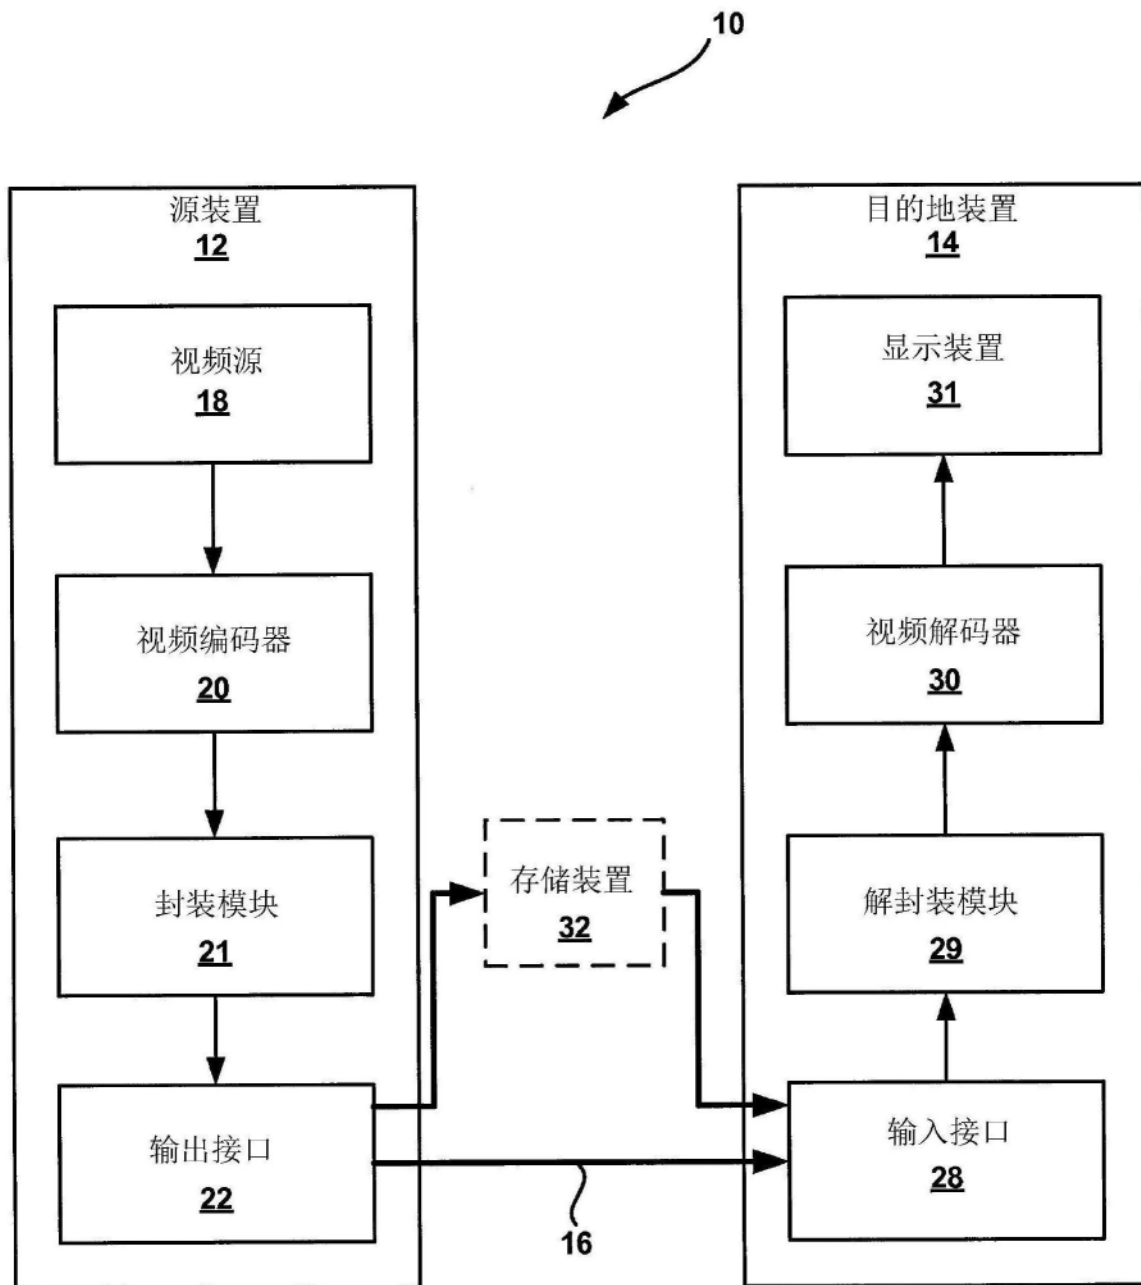 10
源装置
12
视频源
18
视频编码器
20
封装模块
21
输出接口
22
存储装置
32
16
目的地装置
14
显示装置
31
视频解码器
30
解封装模块
29
输入接口
28